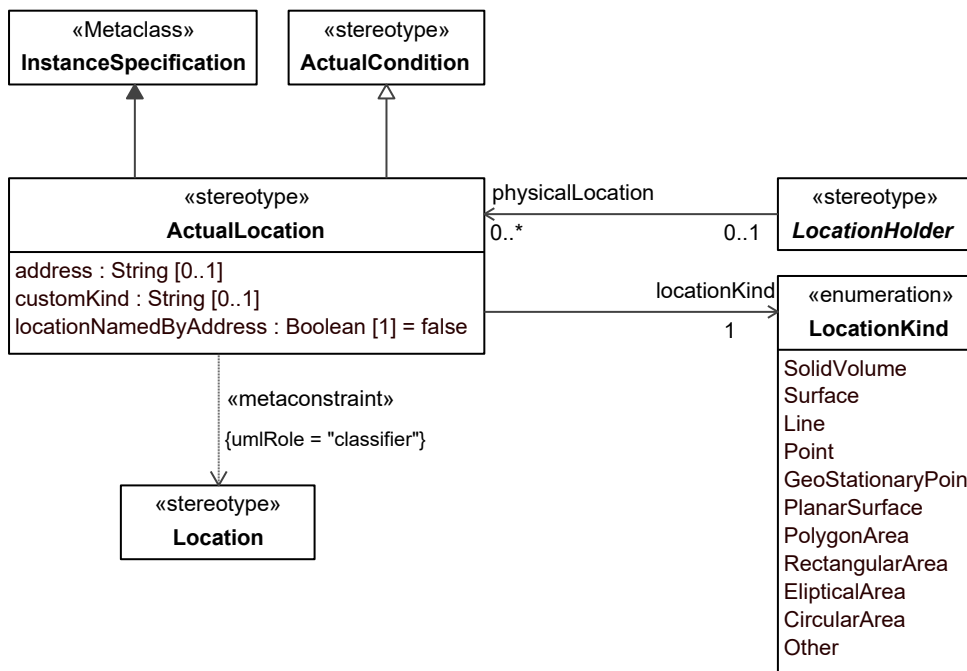 «Metaclass»
InstanceSpecification
«stereotype»
ActualCondition
«stereotype»
ActualLocation
address : String [0..1]
customKind : String [0..1]
locationNamedByAddress : Boolean [1] = false
physicalLocation
0..*
0..1
«stereotype»
LocationHolder
locationKind
1
«enumeration»
LocationKind
SolidVolume
Surface
Line
Point
GeoStationaryPoin
PlanarSurface
PolygonArea
RectangularArea
ElipticalArea
CircularArea
Other
«metaconstraint»
{umlRole = "classifier"}
«stereotype»
Location